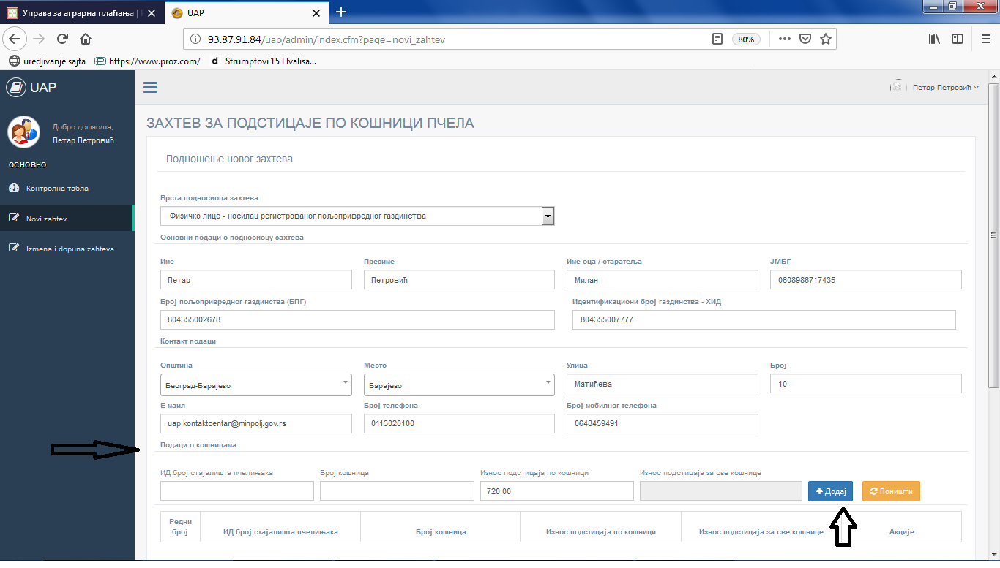 Управа за аграрна плаћања |
UAP
93.87.91.84/uap/admin/index.cfm?page=novi_zahtev
80%
uredjivanje sajta
https://www.proz.com/
d Strumpfovi 15 Hvalisa...
UAP
Петар Петровић
Добро дошао/ла,
Петар Петровић
ОСНОВНО
Контролна табла
Novi zahtev
Izmena i dopuna zahteva
ЗАХТЕВ ЗА ПОДСТИЦАЈЕ ПО КОШНИЦИ ПЧЕЛА
Подношење новог захтева
Врста подносиоца захтева
Физичко лице - носилац регистрованог пољопривредног газдинства
Основни подаци о подносиоцу захтева
Име Презиме Име оца / старатеља ЈМБГ
Петар Петровић Милан 0608986717435
Број пољопривредног газдинства (БПГ) Идентификациони број газдинства - ХИД
804355002678 804355007777
Контакт подаци
Општина Место Улица Број
Београд-Барајево Барајево Матићева 10
Е-маил Број телефона Број мобилног телефона
uap.kontaktcentar@minpolj.gov.rs 0113020100 0648459491
Подаци о кошницама
ИД број стајалишта пчелињака Број кошница Износ подстицаја по кошници Износ подстицаја за све кошнице
720.00 Додај Поништи
Редни број ИД број стајалишта пчелињака Број кошница Износ подстицаја по кошници Износ подстицаја за све кошнице Акције